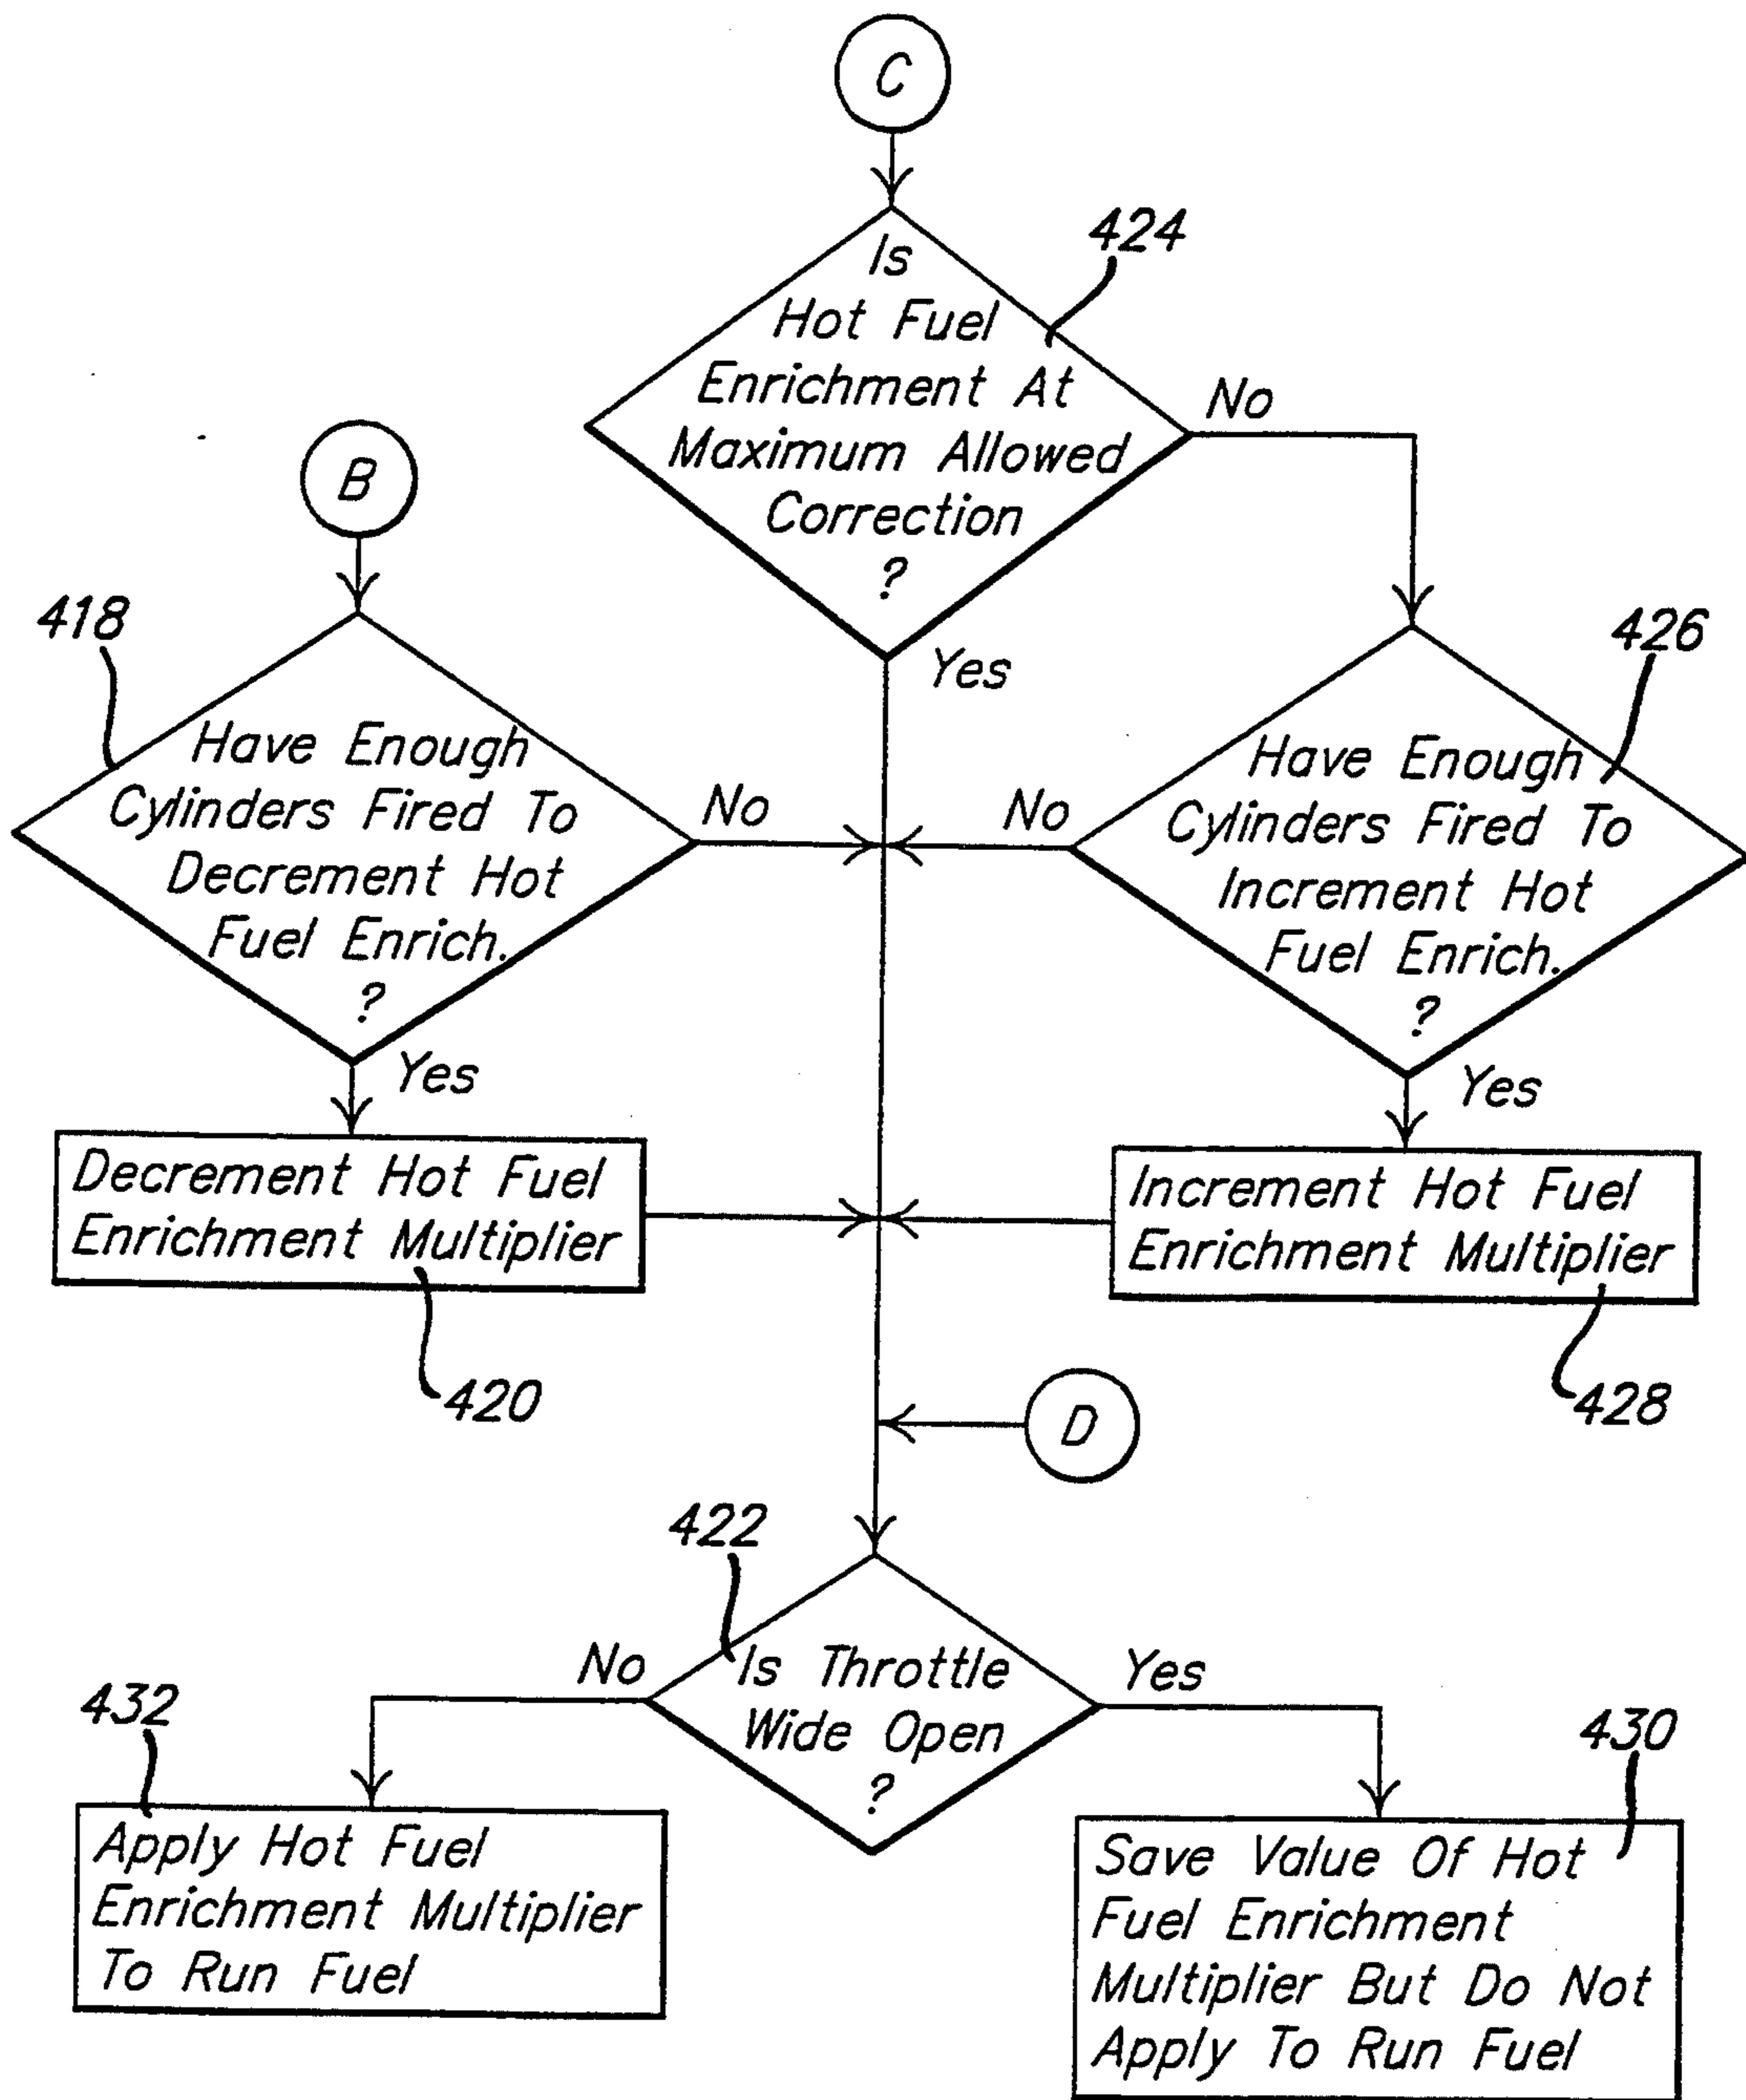 C
424
Is
Hot Fuel
Enrichment At
Maximum Allowed
Correction
?
No
Yes
B
418
Have Enough
Cylinders Fired To
Decrement Hot
Fuel Enrich.
?
No
Yes
426
Have Enough
Cylinders Fired To
Increment Hot
Fuel Enrich.
?
No
Yes
Decrement Hot Fuel
Enrichment Multiplier
420
Increment Hot Fuel
Enrichment Multiplier
428
D
422
Is Throttle
Wide Open
?
No
Yes
432
Apply Hot Fuel
Enrichment Multiplier
To Run Fuel
430
Save Value Of Hot
Fuel Enrichment
Multiplier But Do Not
Apply To Run Fuel